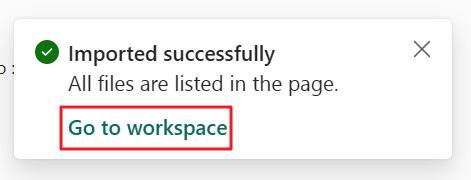 Imported successfully
All files are listed in the page.
Go to workspace